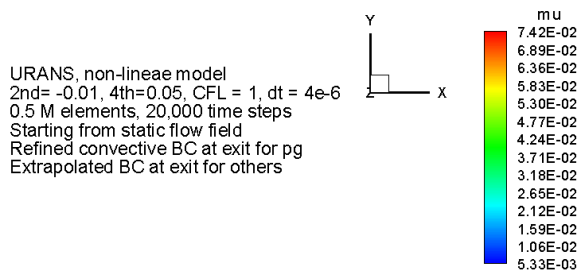 URANS, non-lineae model
2nd= -0.01, 4th=0.05, CFL = 1, dt = 4e-6
0.5 M elements, 20,000 time steps
Starting from static flow field
Refined convective BC at exit for pg
Extrapolated BC at exit for others
Y
Z
X
mu
7.42E-02
6.89E-02
6.36E-02
5.83E-02
5.30E-02
4.77E-02
4.24E-02
3.71E-02
3.18E-02
2.65E-02
2.12E-02
1.59E-02
1.06E-02
5.33E-03